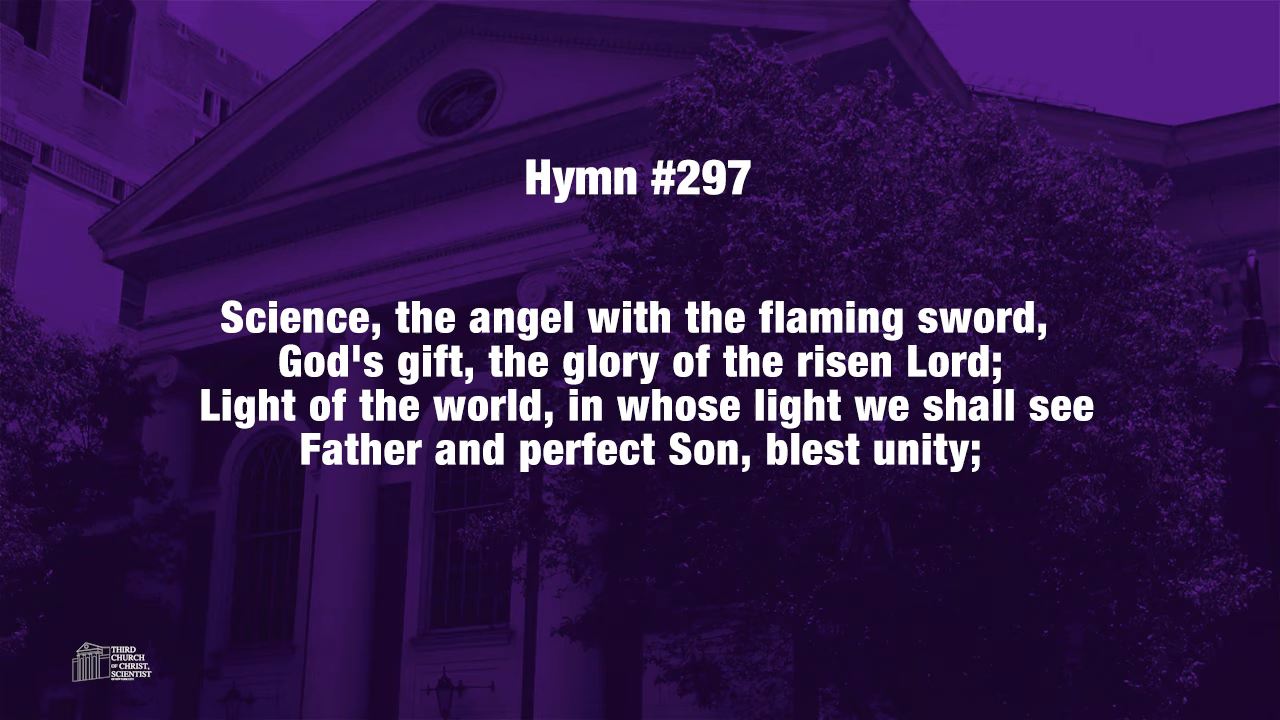 Hymn #297
Science, the angel with the flaming sword,
God's gift, the glory of the risen Lord;
Light of the world, in whose light we shall see
Father and perfect Son, blest unity;
THIRD
CHURCH
OF CHRIST,
SCIENTIST